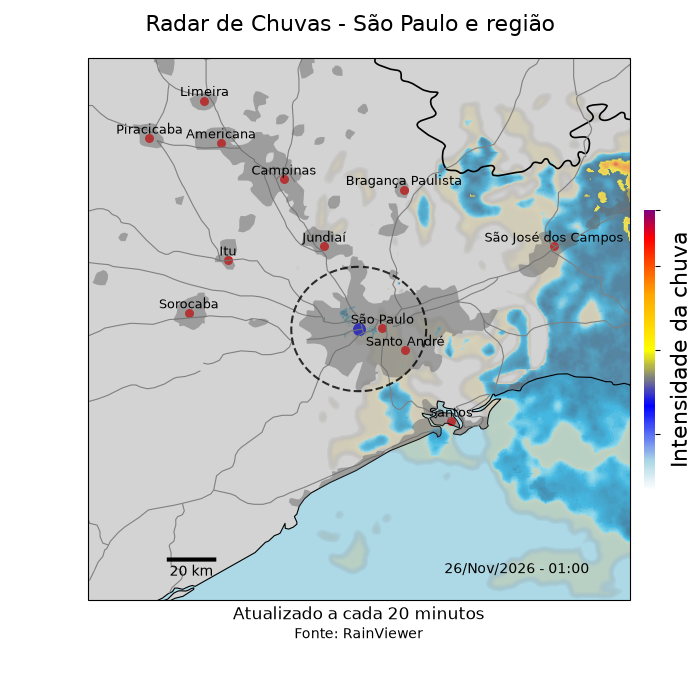 Radar de Chuvas - São Paulo e região
Limeira
Piracicaba
Americana
Campinas
Bragança Paulista
Jundiaí
São José dos Campos
Itu
Sorocaba
São Paulo
Santo André
Santos
Intensidade da chuva
20 km
26/Nov/2026 - 01:00
Atualizado a cada 20 minutos
Fonte: RainViewer